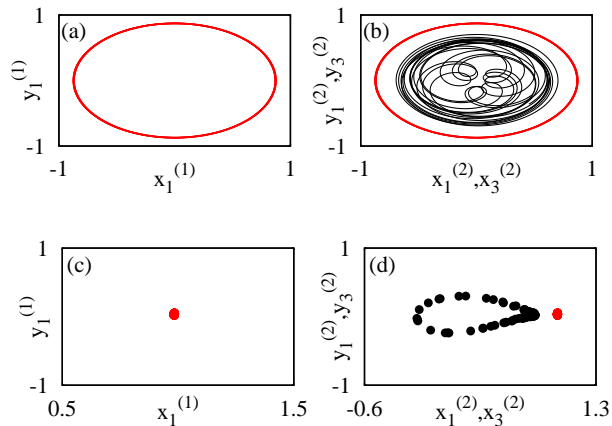 1 (a) 1 (b)
y₁⁽¹⁾ y₁⁽²⁾,y₃⁽²⁾
-1 -1
-1 x₁⁽¹⁾ 1 -1 x₁⁽²⁾,x₃⁽²⁾ 1
1 (c) 1 (d)
y₁⁽¹⁾ y₁⁽²⁾,y₃⁽²⁾
-1 -1
0.5 x₁⁽¹⁾ 1.5 -0.6 x₁⁽²⁾,x₃⁽²⁾ 1.3